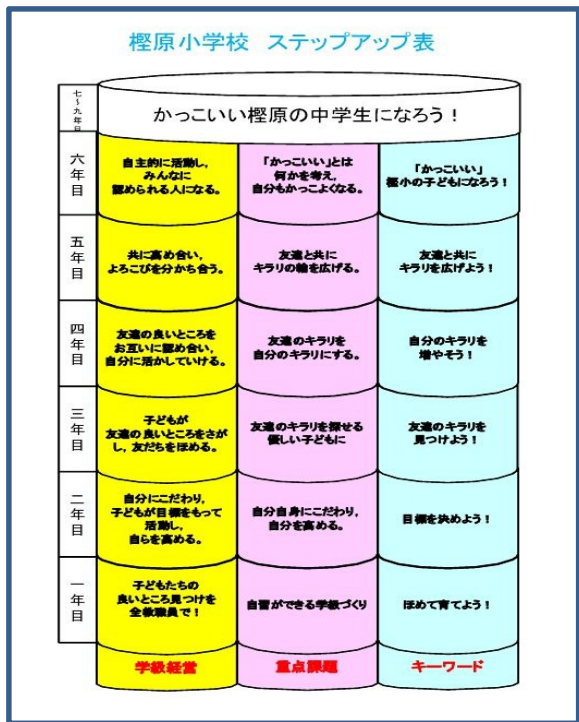 樫原小学校 ステップアップ表
七～九年目
かっこいい樫原の中学生になろう！
六年目
自主的に活動し，
みんなに
認められる人になる。
「かっこいい」とは
何かを考え，
自分もかっこよくなる。
「かっこいい」
樫小の子どもになろう！
五年目
共に高め合い，
よろこびを分かち合う。
友達と共に
キラリの輪を広げる。
友達と共に
キラリを広げよう！
四年目
友達の良いところを
お互いに認め合い，
自分に活かしていける。
友達のキラリを
自分のキラリにする。
自分のキラリを
増やそう！
三年目
子どもが
友達の良いところをさが
し，友だちをほめる。
友達のキラリを探せる
優しい子どもに
友達のキラリを
見つけよう！
二年目
自分にこだわり，
子どもが目標をもって
活動し，
自らを高める。
自分自身にこだわり，
自分を高める。
目標を決めよう！
一年目
子どもたちの
良いところ見つけを
全教職員で！
自習ができる学級づくり
ほめて育てよう！
学級経営
重点課題
キーワード